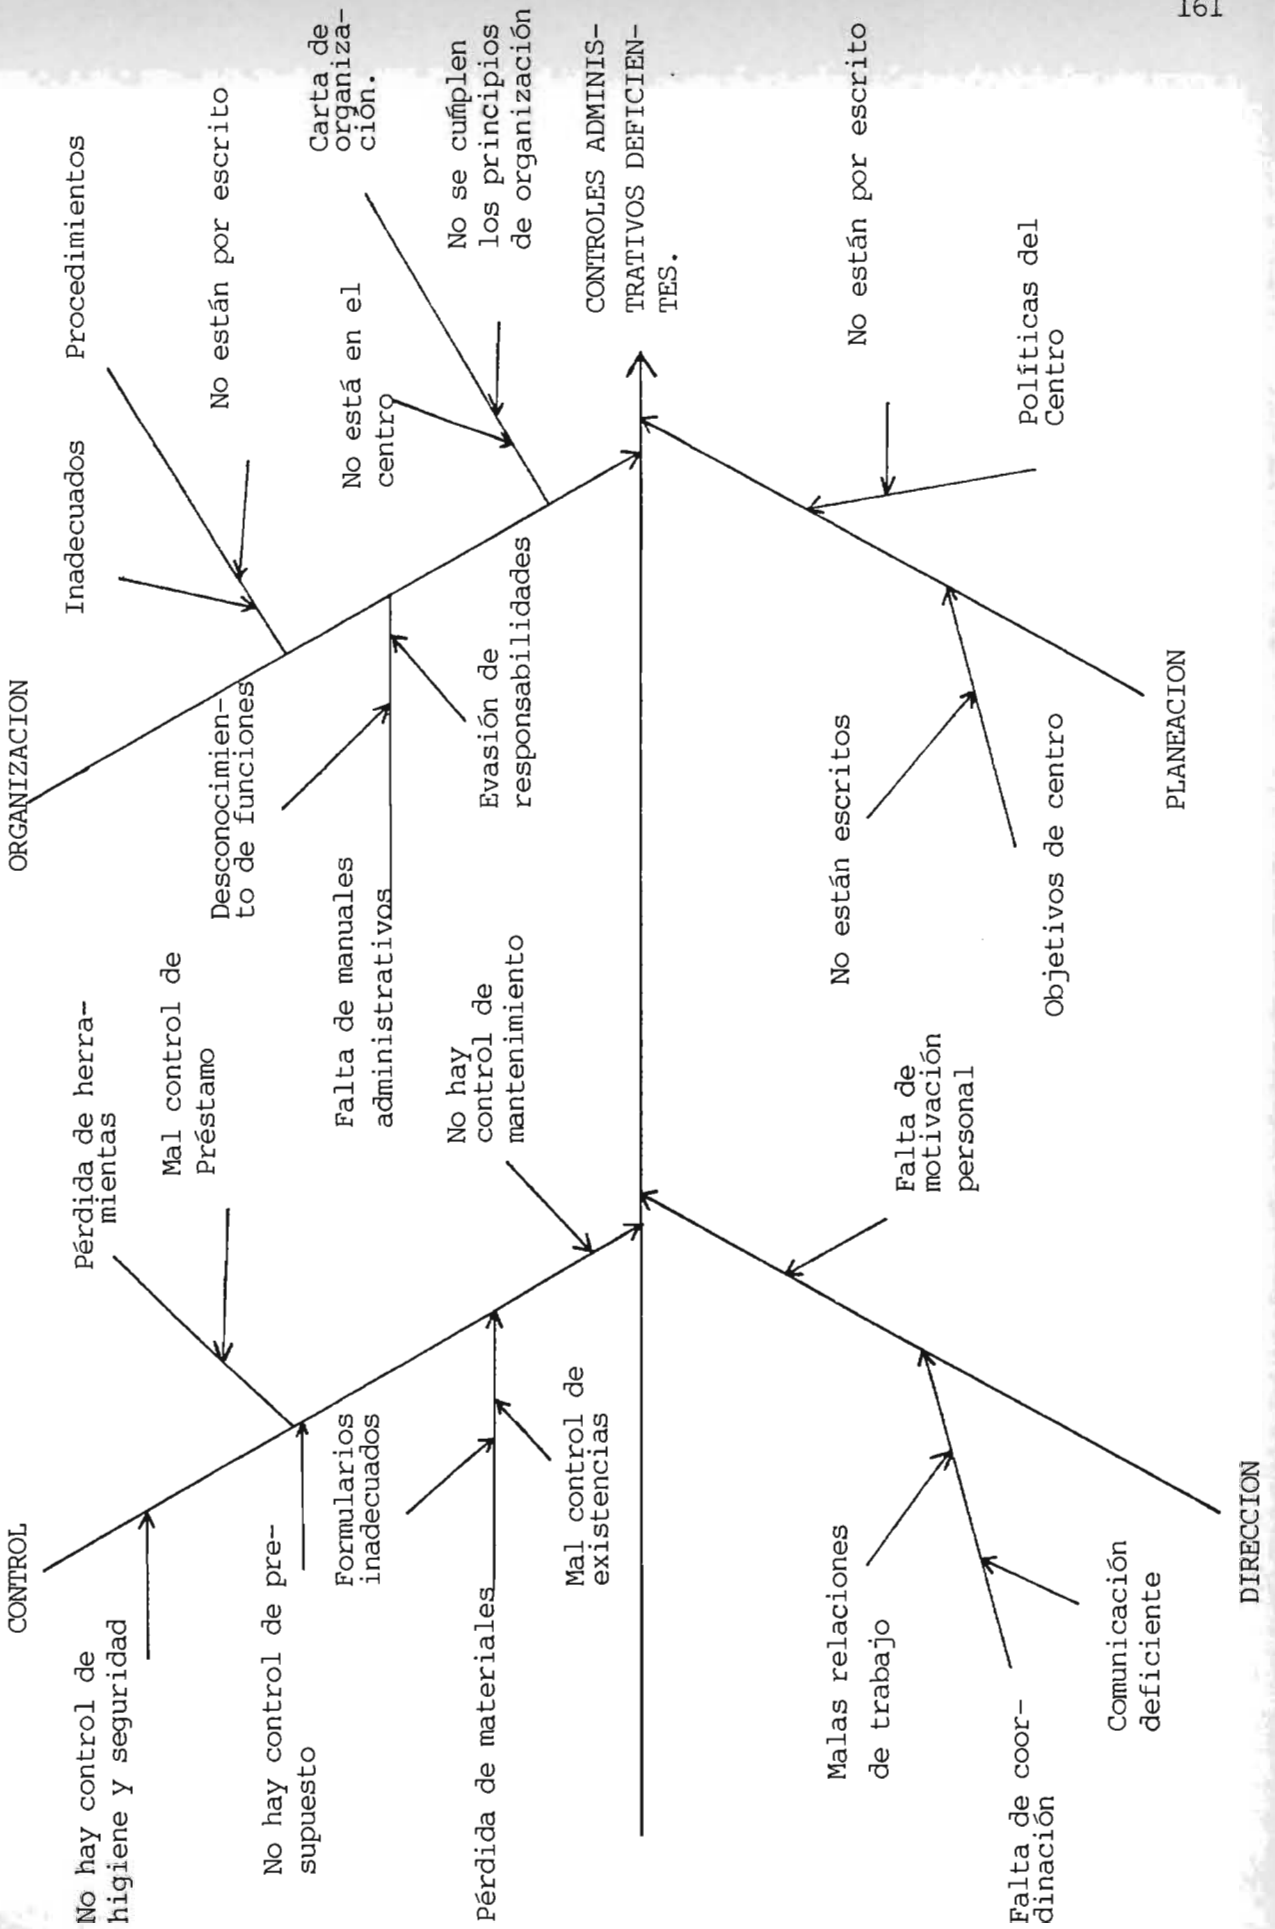 161
CONTROL
No hay control de
higiene y seguridad
No hay control de pre-
supuesto
Pérdida de herra-
mientas
Mal control de
Préstamo
Formularios
inadecuados
Pérdida de materiales
Mal control de
existencias
No hay
control de
mantenimiento
ORGANIZACION
Inadecuados
Procedimientos
No están por escrito
Desconocimien-
to de funciones
Falta de manuales
administrativos
Evasión de
responsabilidades
No está en el
centro
Carta de
organiza-
ción.
No se cumplen
los principios
de organización
CONTROLES ADMINIS-
TRATIVOS DEFICIEN-
TES.
Malas relaciones
de trabajo
Falta de coor-
dinación
Comunicación
deficiente
Falta de
motivación
personal
DIRECCION
No están escritos
Objetivos de centro
No están por escrito
Políticas del
Centro
PLANEACION